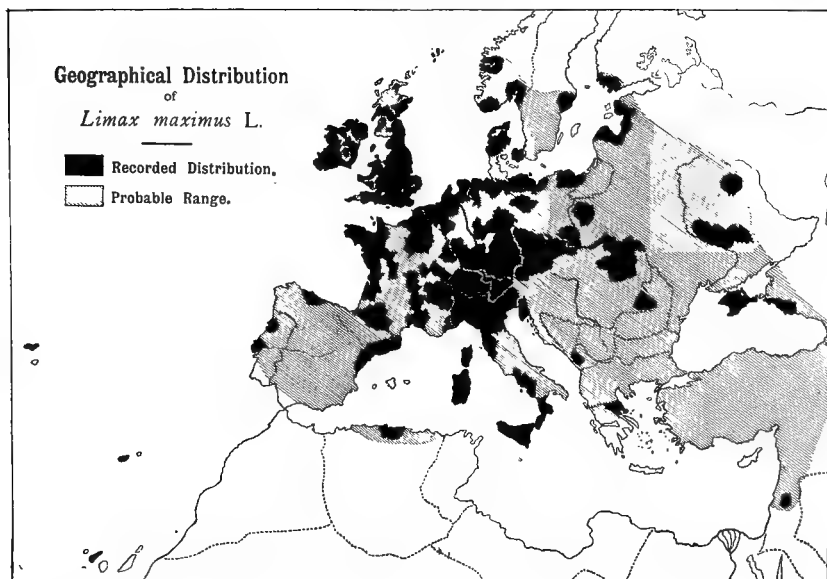 Geographical Distribution
of
Limax maximus L.
Recorded Distribution.
Probable Range.